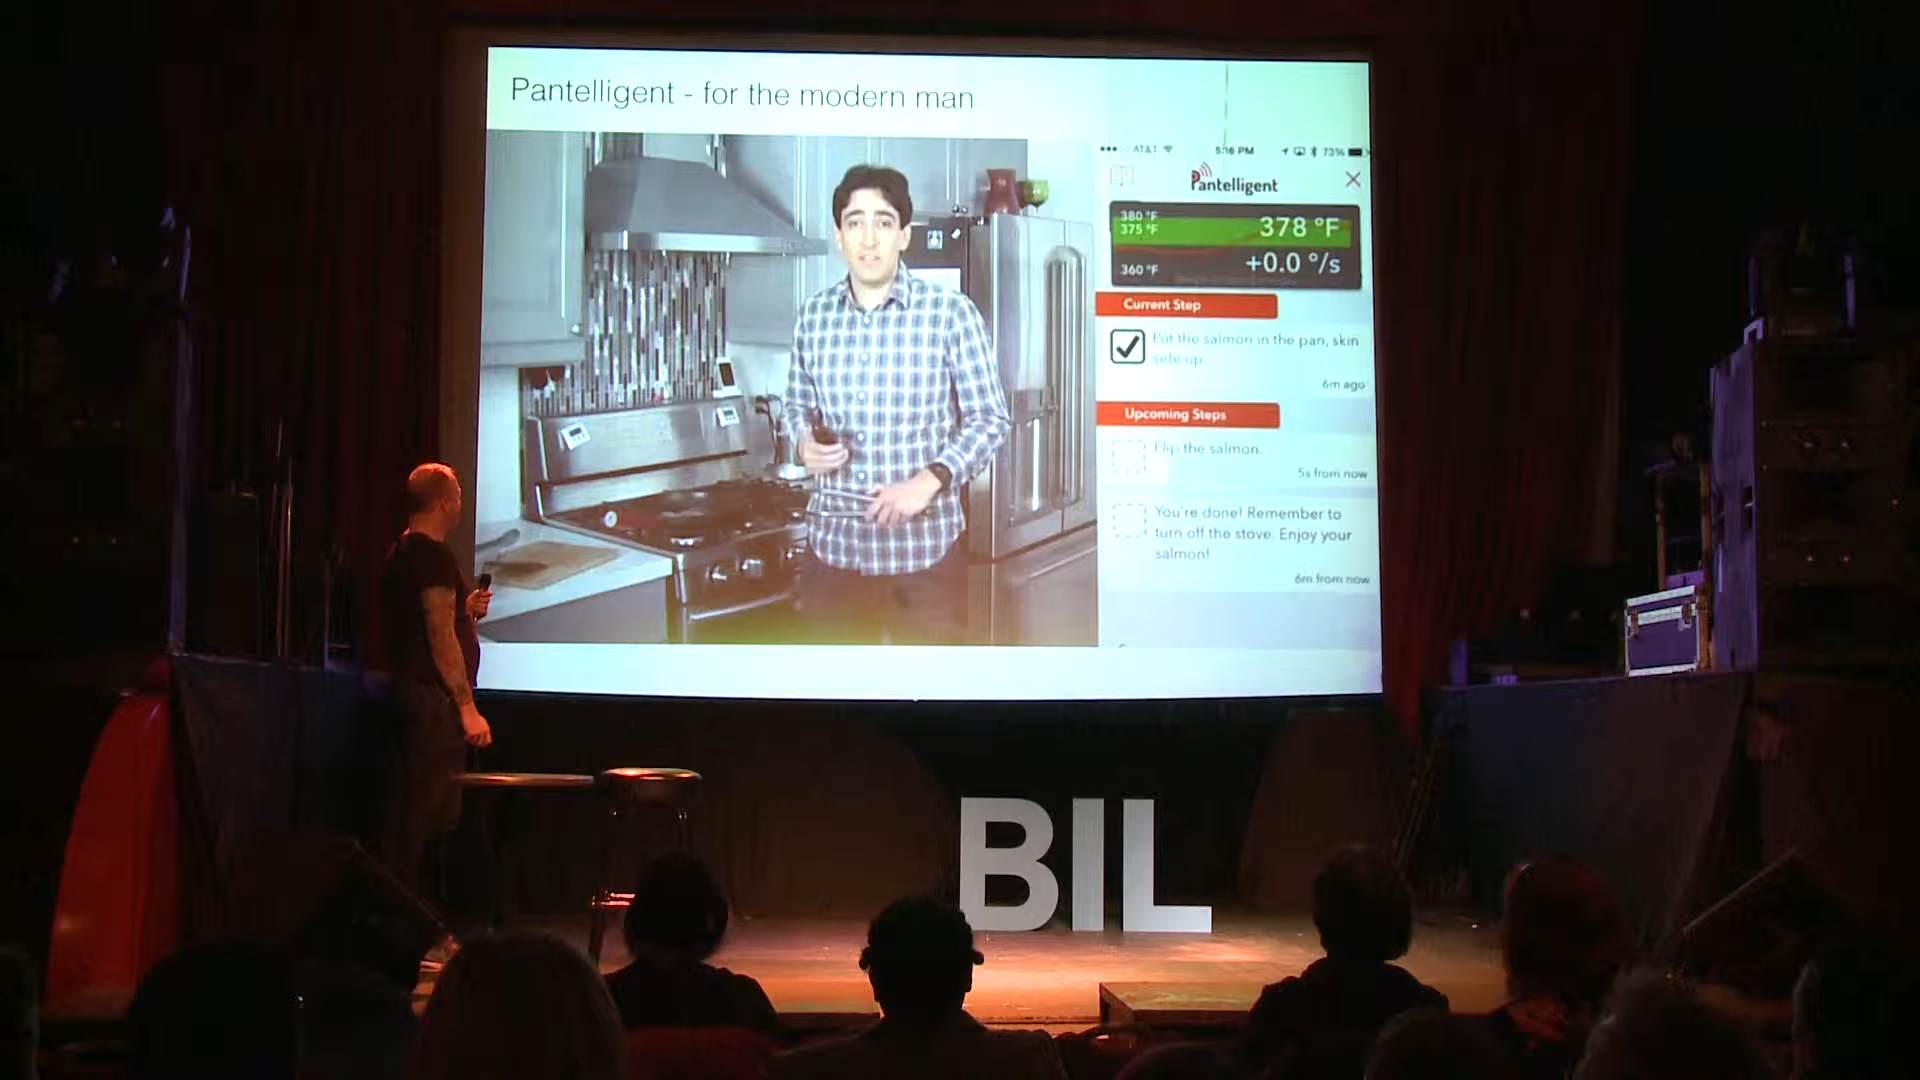 Pantelligent - for the modern man
AT&T
5:16 PM
73%
Pantelligent
380 °F
375 °F
378 °F
360 °F
+0.0 °/s
Current Step
Put the salmon in the pan, skin
side up.
6m ago
Upcoming Steps
Flip the salmon.
5s from now
You're done! Remember to
turn off the stove. Enjoy your
salmon!
6m from now
BIL